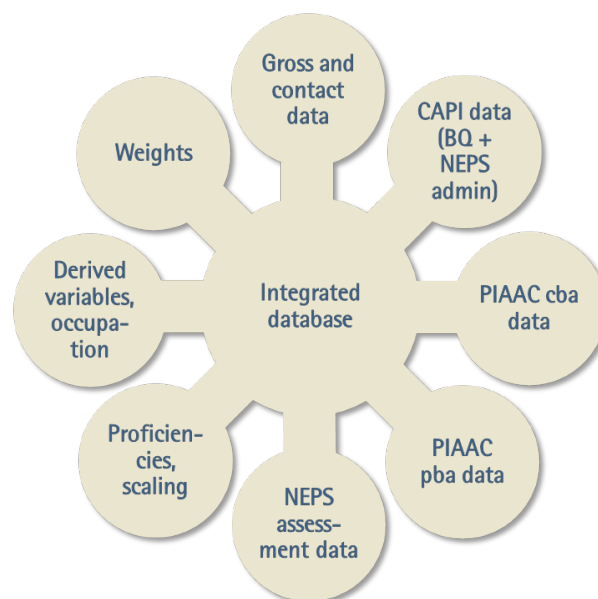 Gross and
contact
data
CAPI data
(BQ +
NEPS
admin)
PIAAC cba
data
PIAAC
pba data
NEPS
assess-
ment data
Proficien-
cies,
scaling
Derived
variables,
occupa-
tion
Weights
Integrated
database